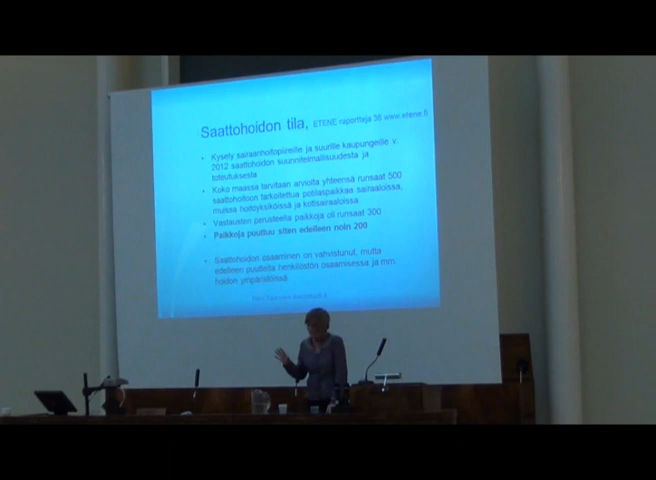 Saattohoidon tila, ETENE raportteja 36 www.etene.fi
• Kysely sairaanhoitopiireille ja suurille kaupungeille v.
2012 saattohoidon suunnitelmallisuudesta ja
toteutuksesta
• Koko maassa tarvitaan arviolta yhteensä runsaat 500
saattohoitoon tarkoitettua potilaspaikkaa sairaaloissa,
muissa hoitoyksiköissä ja kotisairaaloissa
• Vastausten perusteella paikkoja oli runsaat 300
• Paikkoja puuttuu siten edelleen noin 200
• Saattohoidon osaaminen on vahvistunut, mutta
edelleen puutteita henkilöstön osaamisessa ja mm.
hoidon ympäristöissä